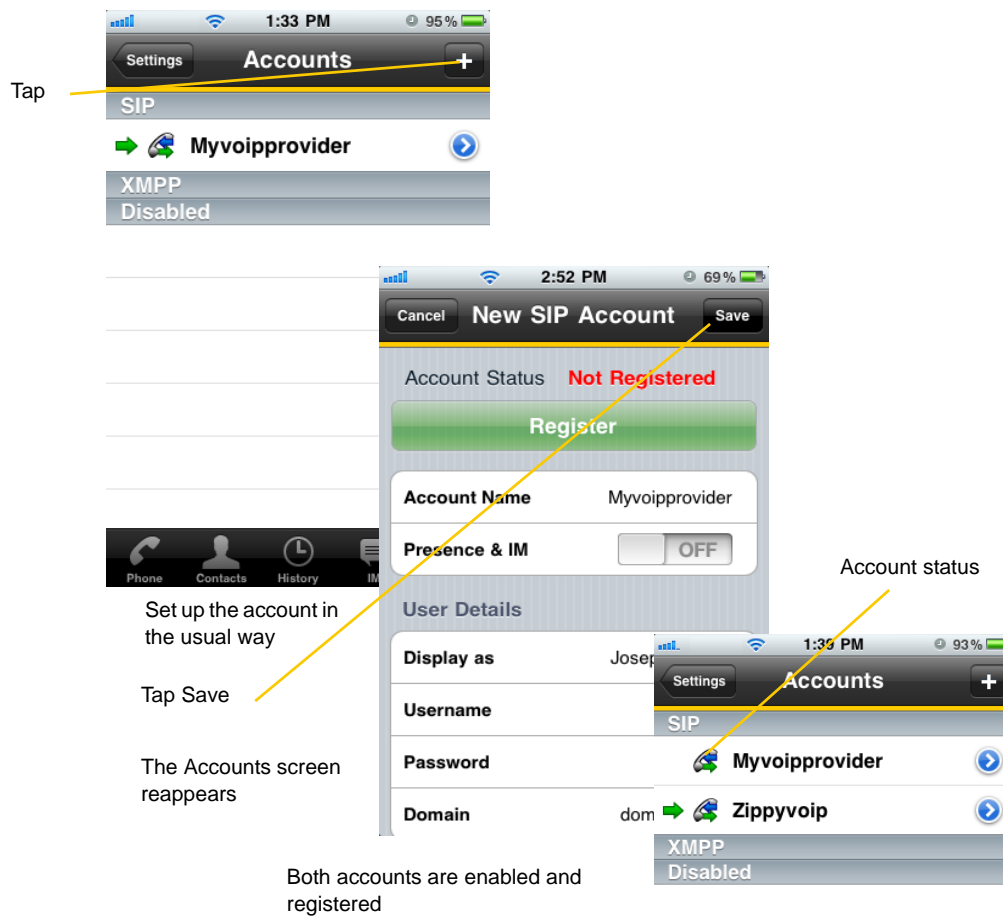 1:33 PM 95%
Settings Accounts +
Tap
SIP
Myvoipprovider
XMPP
Disabled
2:52 PM 69%
Cancel New SIP Account Save
Account Status Not Registered
Register
Account Name Myvoipprovider
Presence & IM OFF
Phone Contacts History IM
Set up the account in
the usual way
User Details
Account status
Display as Josep
Username
Password
Domain dom
Tap Save
The Accounts screen
reappears
1:39 PM 93%
Settings Accounts +
SIP
Myvoipprovider
Zippyvoip
XMPP
Disabled
Both accounts are enabled and
registered